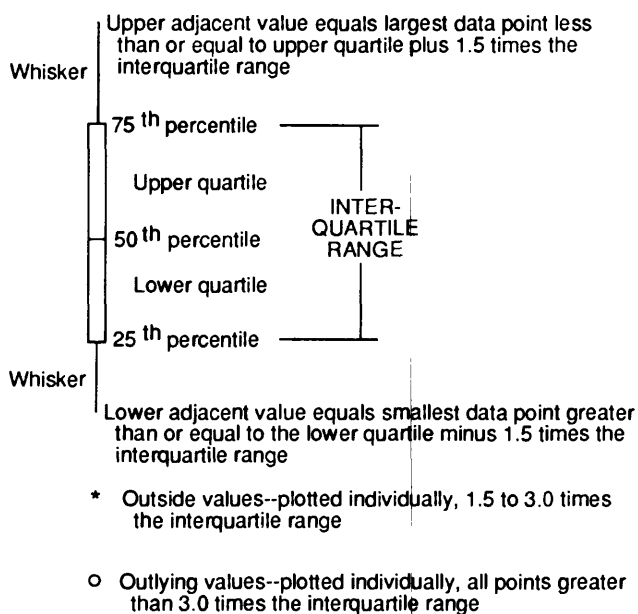 Upper adjacent value equals largest data point less
than or equal to upper quartile plus 1.5 times the
interquartile range
Whisker
75 th percentile
Upper quartile
INTER-
QUARTILE
RANGE
50 th percentile
Lower quartile
25 th percentile
Whisker
Lower adjacent value equals smallest data point greater
than or equal to the lower quartile minus 1.5 times the
interquartile range
* Outside values--plotted individually, 1.5 to 3.0 times
the interquartile range
o Outlying values--plotted individually, all points greater
than 3.0 times the interquartile range